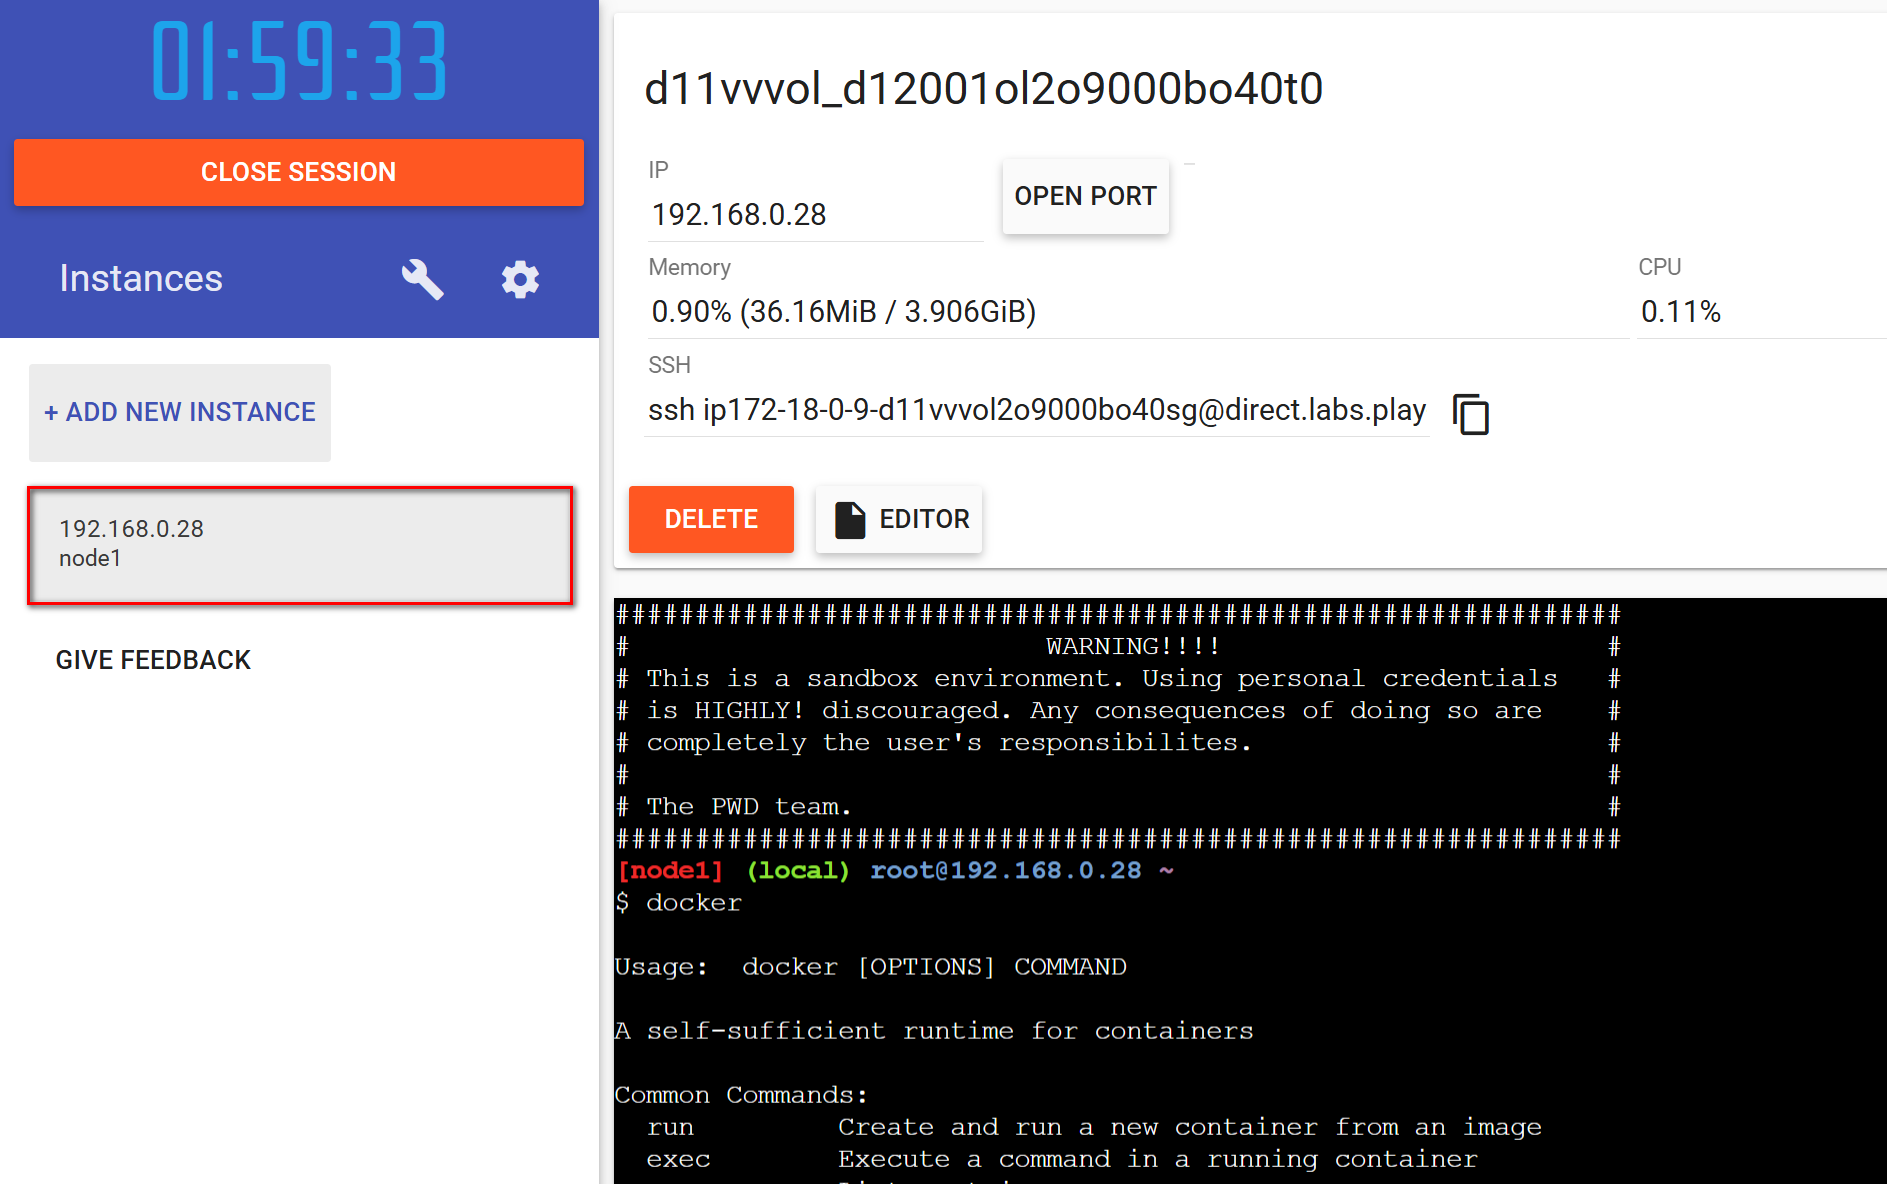 01:59:33
CLOSE SESSION
Instances
+ ADD NEW INSTANCE
192.168.0.28
node1
GIVE FEEDBACK
d11vvvol_d12001ol2o9000bo40t0
IP
192.168.0.28
OPEN PORT
Memory
0.90% (36.16MiB / 3.906GiB)
CPU
0.11%
SSH
ssh ip172-18-0-9-d11vvvol2o9000bo40sg@direct.labs.play
DELETE
EDITOR
###############################################################
# WARNING!!!! #
# This is a sandbox environment. Using personal credentials #
# is HIGHLY! discouraged. Any consequences of doing so are #
# completely the user's responsibilites. #
# #
# The PWD team. #
###############################################################
[node1] (local) root@192.168.0.28 ~
$ docker
Usage:  docker [OPTIONS] COMMAND
A self-sufficient runtime for containers
Common Commands:
run Create and run a new container from an image
exec Execute a command in a running container